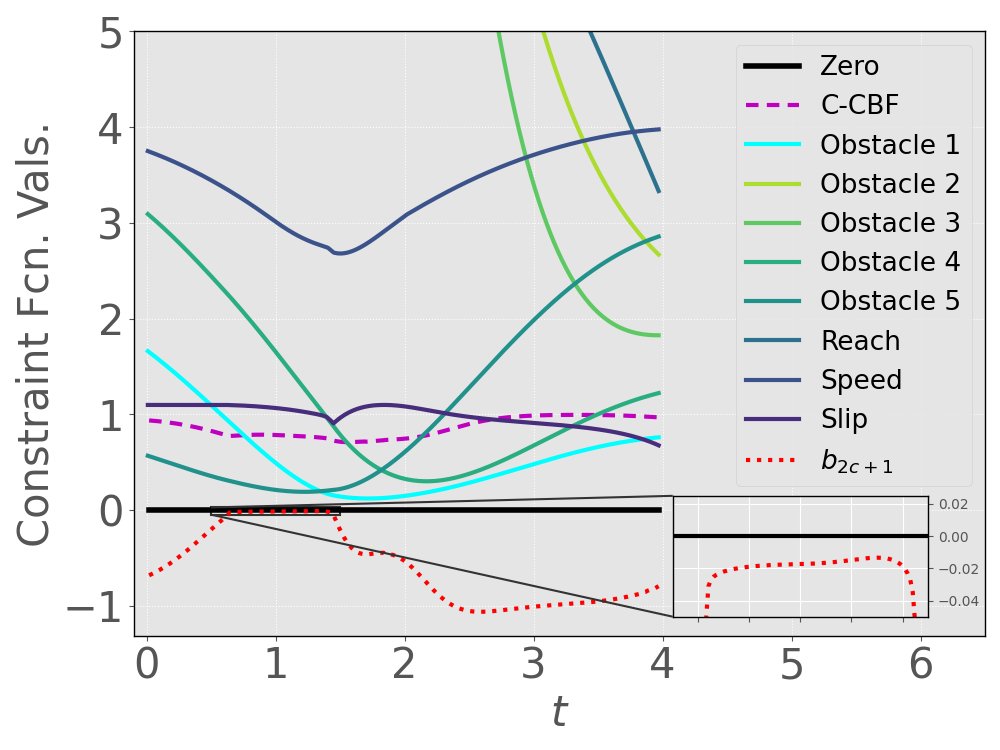 5
4
3
2
1
0
−1
Constraint Fcn. Vals.
Zero
C-CBF
Obstacle 1
Obstacle 2
Obstacle 3
Obstacle 4
Obstacle 5
Reach
Speed
Slip
b2c+1
0.02
0.00
−0.02
−0.04
0 1 2 3 4 5 6
t